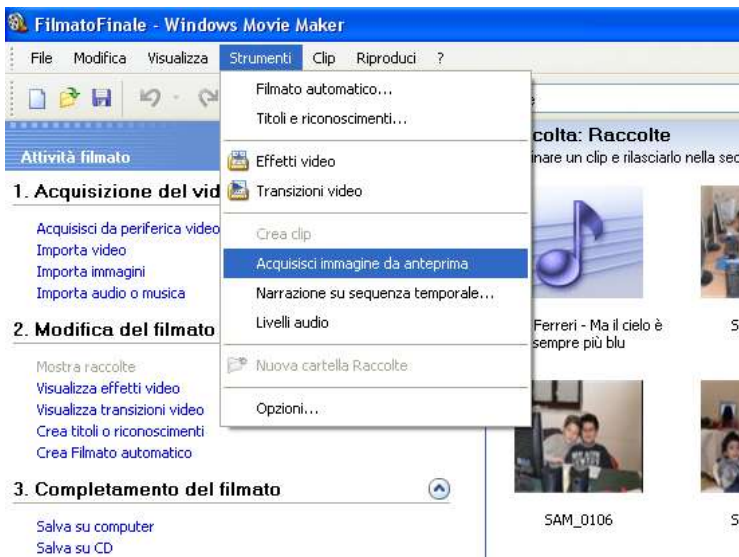 FilmatoFinale - Windows Movie Maker
File Modifica Visualizza Strumenti Clip Riproduci ?
Filmato automatico...
Titoli e riconoscimenti...
Effetti video
Transizioni video
Crea clip
Acquisisci immagine da anteprima
Narrazione su sequenza temporale...
Livelli audio
Nuova cartella Raccolte
Opzioni...
Attività filmato
1. Acquisizione del vid
Acquisisci da periferica video
Importa video
Importa immagini
Importa audio o musica
2. Modifica del filmato
Mostra raccolte
Visualizza effetti video
Visualizza transizioni video
Crea titoli o riconoscimenti
Crea Filmato automatico
3. Completamento del filmato
Salva su computer
Salva su CD
colta: Raccolte
inare un clip e rilasciarlo nella sec
Ferreri - Ma il cielo è
sempre più blu
S
SAM_0106
S